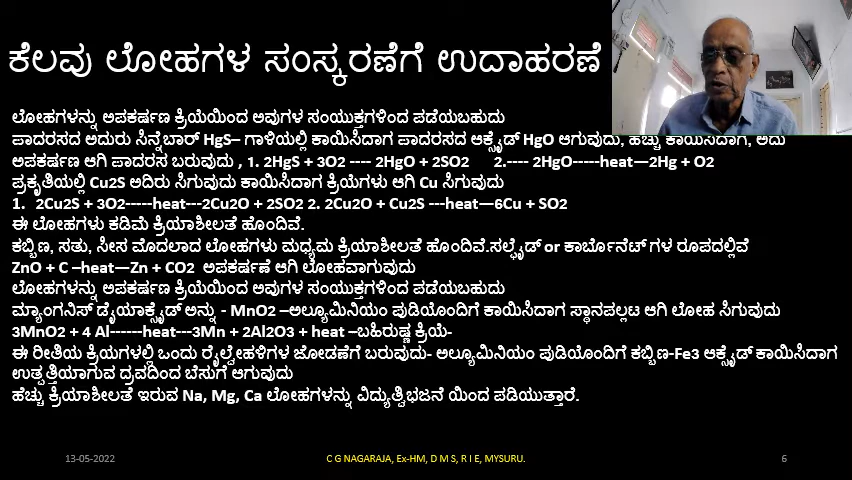 ಕೆಲವು ಲೋಹಗಳ ಸಂಸ್ಕರಣೆಗೆ ಉದಾಹರಣೆ
ಲೋಹಗಳನ್ನು ಅಪಕರ್ಷಣ ಕ್ರಿಯೆಯಿಂದ ಅವುಗಳ ಸಂಯುಕ್ತಗಳಿಂದ ಪಡೆಯಬಹುದು
ಪಾದರಸದ ಅದುರು ಸಿನ್ನೆಬಾರ್ HgS– ಗಾಳಿಯಲ್ಲಿ ಕಾಯಿಸಿದಾಗ ಪಾದರಸದ ಆಕ್ಸೈಡ್ HgO ಆಗುವುದು, ಹೆಚ್ಚು ಕಾಯಿಸಿದಾಗ, ಅದು
ಅಪಕರ್ಷಣ ಆಗಿ ಪಾದರಸ ಬರುವುದು , 1. 2HgS + 3O2 ---- 2HgO + 2SO2 2.---- 2HgO-----heat—2Hg + O2
ಪ್ರಕೃತಿಯಲ್ಲಿ Cu2S ಅದಿರು ಸಿಗುವುದು ಕಾಯಿಸಿದಾಗ ಕ್ರಿಯೆಗಳು ಆಗಿ Cu ಸಿಗುವುದು
1. 2Cu2S + 3O2-----heat---2Cu2O + 2SO2 2. 2Cu2O + Cu2S ---heat—6Cu + SO2
ಈ ಲೋಹಗಳು ಕಡಿಮೆ ಕ್ರಿಯಾಶೀಲತೆ ಹೊಂದಿವೆ.
ಕಬ್ಬಿಣ, ಸತು, ಸೀಸ ಮೊದಲಾದ ಲೋಹಗಳು ಮಧ್ಯಮ ಕ್ರಿಯಾಶೀಲತೆ ಹೊಂದಿವೆ.ಸಲ್ಫೈಡ್ or ಕಾರ್ಬೊನೆಟ್ ಗಳ ರೂಪದಲ್ಲಿವೆ
ZnO + C –heat—Zn + CO2 ಅಪಕರ್ಷಣೆ ಆಗಿ ಲೋಹವಾಗುವುದು
ಲೋಹಗಳನ್ನು ಅಪಕರ್ಷಣ ಕ್ರಿಯೆಯಿಂದ ಅವುಗಳ ಸಂಯುಕ್ತಗಳಿಂದ ಪಡೆಯಬಹುದು
ಮ್ಯಾಂಗನಿಸ್ ಡೈಯಾಕ್ಸೈಡ್ ಅನ್ನು - MnO2 –ಅಲ್ಯೂಮಿನಿಯಂ ಪುಡಿಯೊಂದಿಗೆ ಕಾಯಿಸಿದಾಗ ಸ್ಥಾನಪಲ್ಲಟ ಆಗಿ ಲೋಹ ಸಿಗುವುದು
3MnO2 + 4 Al------heat---3Mn + 2Al2O3 + heat –ಬಹಿರುಷ್ಣ ಕ್ರಿಯೆ-
ಈ ರೀತಿಯ ಕ್ರಿಯಗಳಲ್ಲಿ ಒಂದು ರೈಲ್ವೇಹಳಿಗಳ ಜೋಡಣೆಗೆ ಬರುವುದು- ಅಲ್ಯೂಮಿನಿಯಂ ಪುಡಿಯೊಂದಿಗೆ ಕಬ್ಬಿಣ-Fe3 ಆಕ್ಸೈಡ್ ಕಾಯಿಸಿದಾಗ
ಉತ್ಪತ್ತಿಯಾಗುವ ದ್ರವದಿಂದ ಬೆಸುಗೆ ಆಗುವುದು
ಹೆಚ್ಚು ಕ್ರಿಯಾಶೀಲತೆ ಇರುವ Na, Mg, Ca ಲೋಹಗಳನ್ನು ವಿದ್ಯುತ್ವಿಭಜನೆ ಯಿಂದ ಪಡಿಯುತ್ತಾರೆ.
13-05-2022
C G NAGARAJA, Ex-HM, D M S, R I E, MYSURU.
6